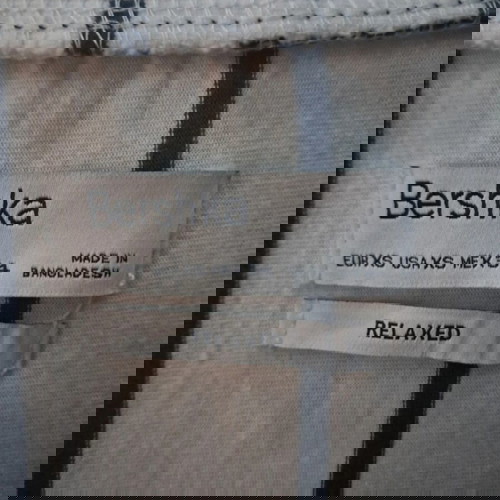 Bershka
MADE IN
BANGLADESH
EUR XS USA XS MEX
RELAXED